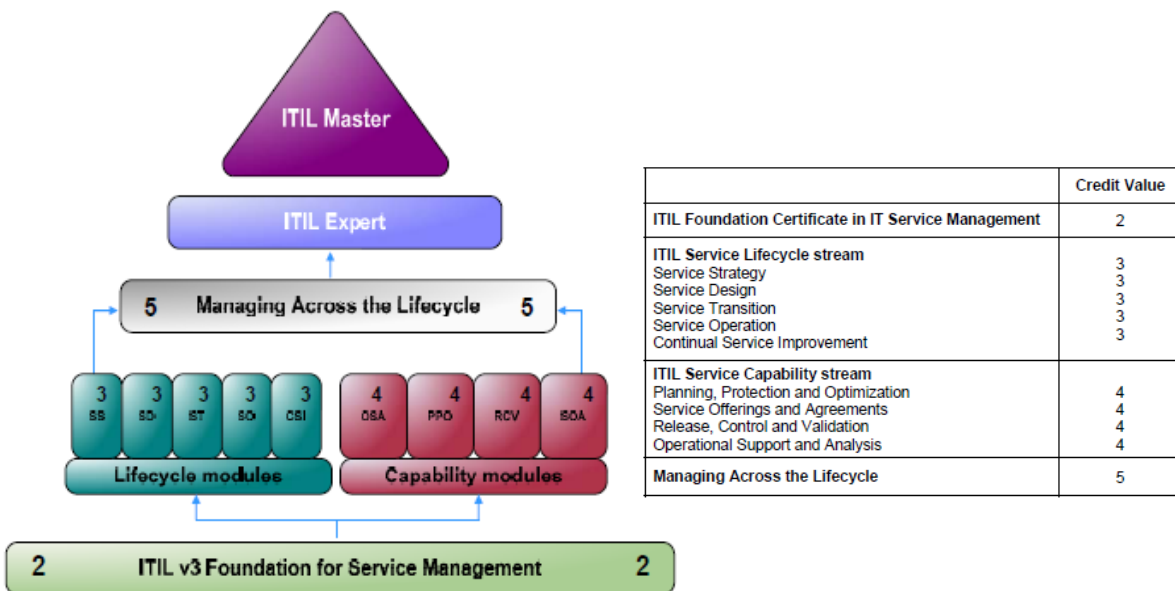 ITIL Master
ITIL Expert
5 Managing Across the Lifecycle 5
3 3 3 3 3
SS SD ST SO CSI
4 4 4 4
OSA PPO RCV SOA
Lifecycle modules
Capability modules
2 ITIL v3 Foundation for Service Management 2
Credit Value
ITIL Foundation Certificate in IT Service Management 2
ITIL Service Lifecycle stream
Service Strategy 3
Service Design 3
Service Transition 3
Service Operation 3
Continual Service Improvement 3
ITIL Service Capability stream
Planning, Protection and Optimization 4
Service Offerings and Agreements 4
Release, Control and Validation 4
Operational Support and Analysis 4
Managing Across the Lifecycle 5